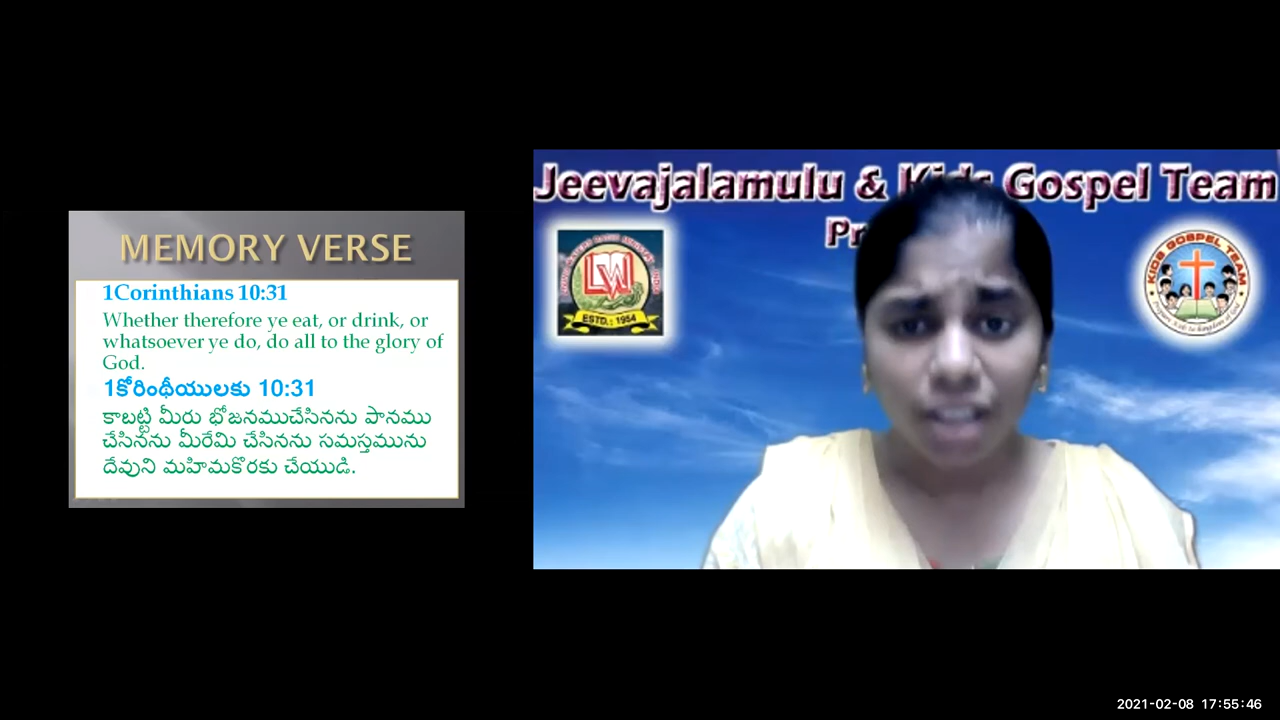 MEMORY VERSE
1Corinthians 10:31
Whether therefore ye eat, or drink, or
whatsoever ye do, do all to the glory of
God.
1కోరింథీయులకు 10:31
కాబట్టి మీరు భోజనముచేసినను పానము
చేసినను మీరేమి చేసినను సమస్తమును
దేవుని మహిమకొరకు చేయుడి.
Jeevajalamulu & Kids Gospel Team
ESTD.: 1954
KIDS GOSPEL TEAM
2021-02-08 17:55:46